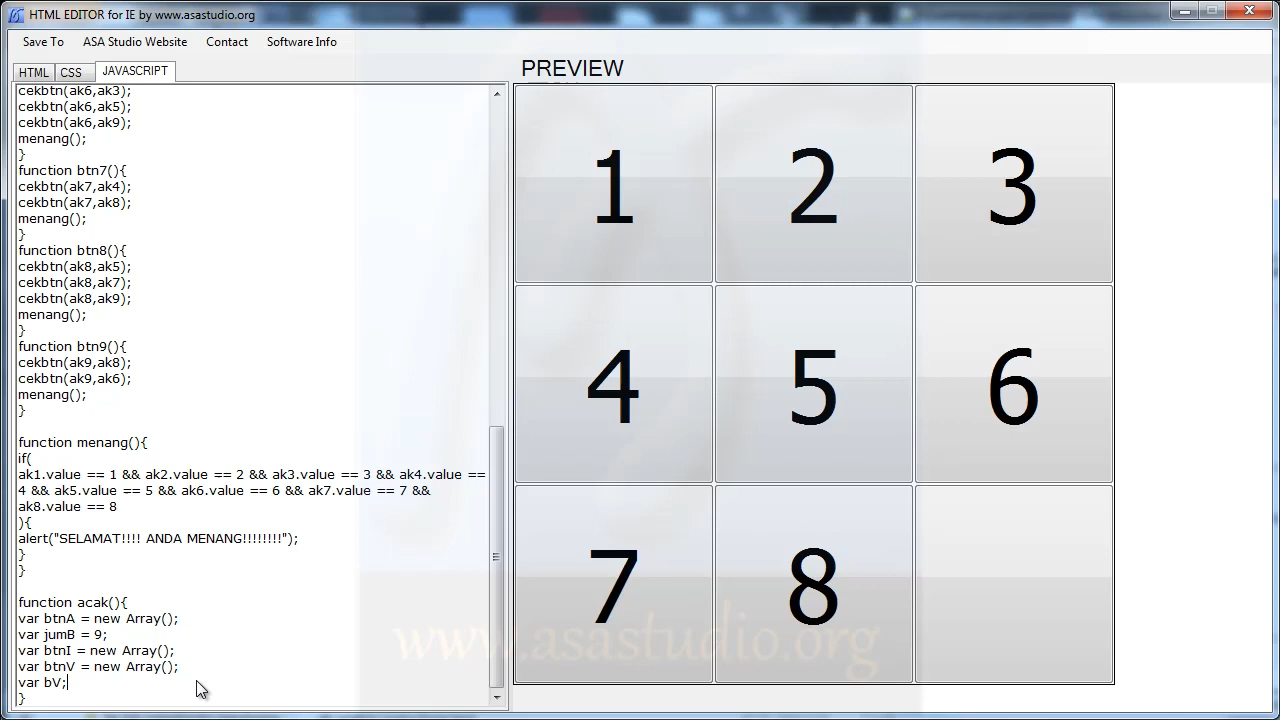 HTML EDITOR for IE by www.asastudio.org
Save To ASA Studio Website Contact Software Info
HTML CSS JAVASCRIPT
PREVIEW
cekbtn(ak6,ak3);
cekbtn(ak6,ak5);
cekbtn(ak6,ak9);
menang();
}
function btn7(){
cekbtn(ak7,ak4);
cekbtn(ak7,ak8);
menang();
}
function btn8(){
cekbtn(ak8,ak5);
cekbtn(ak8,ak7);
cekbtn(ak8,ak9);
menang();
}
function btn9(){
cekbtn(ak9,ak8);
cekbtn(ak9,ak6);
menang();
}
function menang(){
if(
ak1.value == 1 && ak2.value == 2 && ak3.value == 3 && ak4.value ==
4 && ak5.value == 5 && ak6.value == 6 && ak7.value == 7 &&
ak8.value == 8
){
alert("SELAMAT!!!! ANDA MENANG!!!!!!!!");
}
}
function acak(){
var btnA = new Array();
var jumB = 9;
var btnI = new Array();
var btnV = new Array();
var bV;
}
1 2 3
4 5 6
7 8
www.asastudio.org